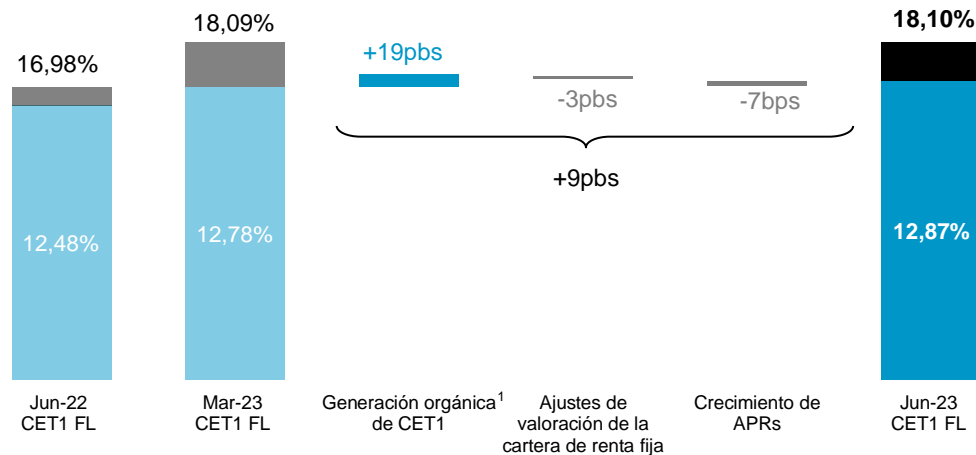 18,09%
18,10%
16,98%
+19pbs
-3pbs
-7bps
+9pbs
12,48%
12,78%
12,87%
Jun-22
CET1 FL
Mar-23
CET1 FL
Generación orgánica¹
de CET1
Ajustes de
valoración de la
cartera de renta fija
Crecimiento de
APRs
Jun-23
CET1 FL